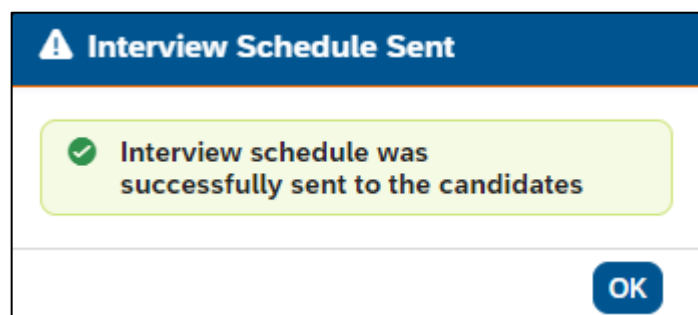 Interview Schedule Sent
Interview schedule was
successfully sent to the candidates
OK